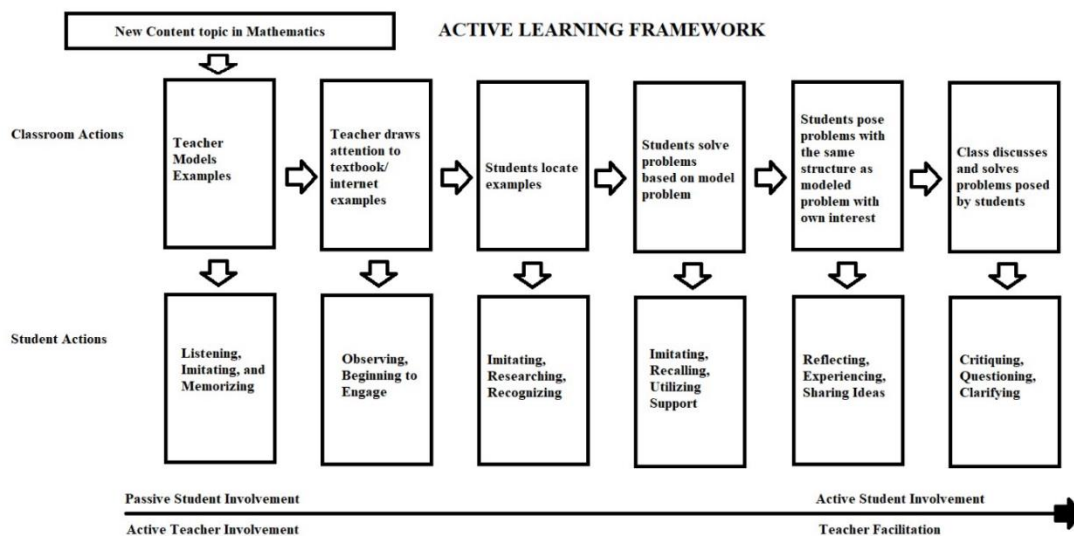 New Content topic in Mathematics
ACTIVE LEARNING FRAMEWORK
Classroom Actions
Teacher
Models
Examples
Teacher draws
attention to
textbook/
internet
examples
Students locate
examples
Students solve
problems
based on model
problem
Students pose
problems with
the same
structure as
modeled
problem with
own interest
Class discusses
and solves
problems posed
by students
Student Actions
Listening,
Imitating, and
Memorizing
Observing,
Beginning to
Engage
Imitating,
Researching,
Recognizing
Imitating,
Recalling,
Utilizing
Support
Reflecting,
Experiencing,
Sharing Ideas
Critiquing,
Questioning,
Clarifying
Passive Student Involvement
Active Student Involvement
Active Teacher Involvement
Teacher Facilitation